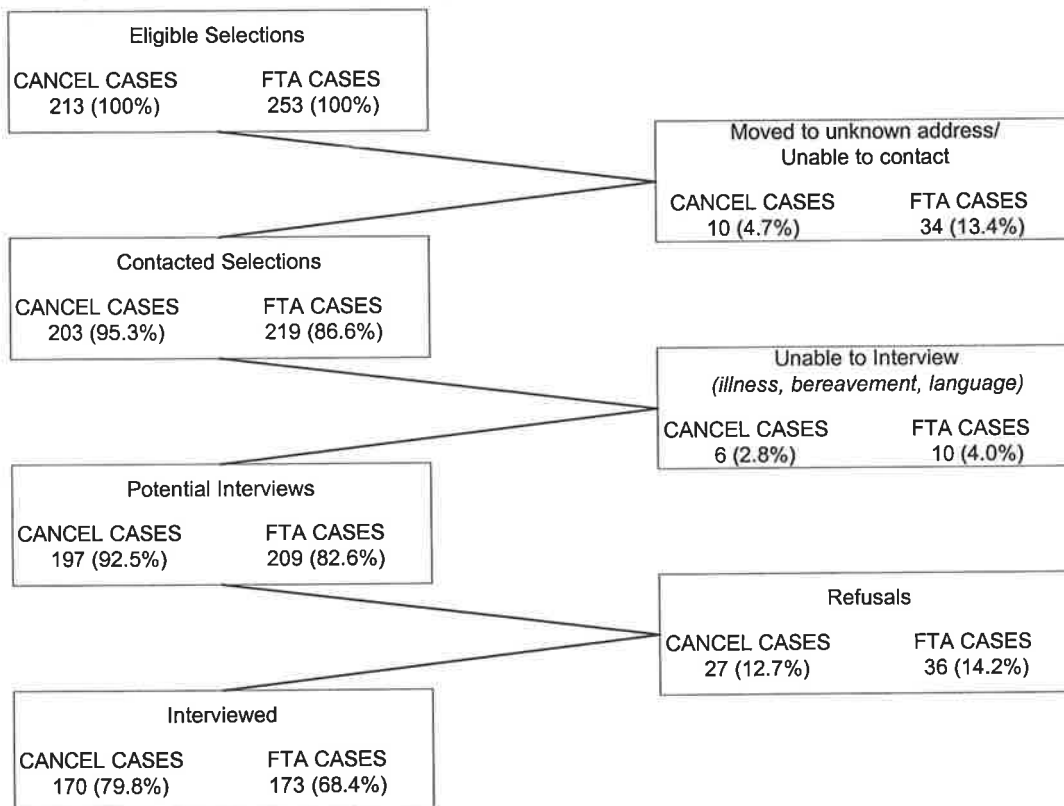 Eligible Selections
CANCEL CASES FTA CASES
213 (100%) 253 (100%)
Moved to unknown address/
Unable to contact
CANCEL CASES FTA CASES
10 (4.7%) 34 (13.4%)
Contacted Selections
CANCEL CASES FTA CASES
203 (95.3%) 219 (86.6%)
Unable to Interview
(illness, bereavement, language)
CANCEL CASES FTA CASES
6 (2.8%) 10 (4.0%)
Potential Interviews
CANCEL CASES FTA CASES
197 (92.5%) 209 (82.6%)
Refusals
CANCEL CASES FTA CASES
27 (12.7%) 36 (14.2%)
Interviewed
CANCEL CASES FTA CASES
170 (79.8%) 173 (68.4%)